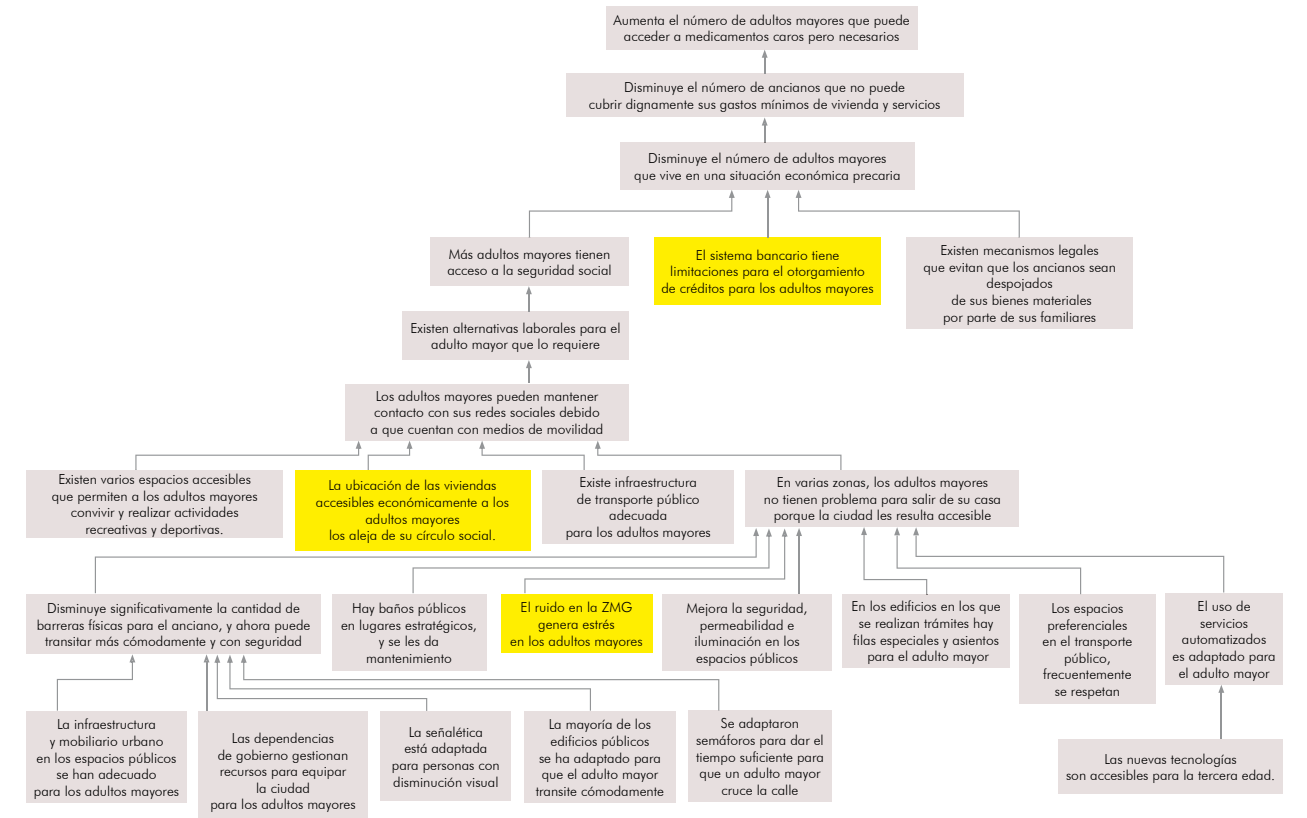 Aumenta el número de adultos mayores que puede
acceder a medicamentos caros pero necesarios
Disminuye el número de ancianos que no puede
cubrir dignamente sus gastos mínimos de vivienda y servicios
Disminuye el número de adultos mayores
que vive en una situación económica precaria
Más adultos mayores tienen
acceso a la seguridad social
El sistema bancario tiene
limitaciones para el otorgamiento
de créditos para los adultos mayores
Existen mecanismos legales
que evitan que los ancianos sean
despojados
de sus bienes materiales
por parte de sus familiares
Existen alternativas laborales para el
adulto mayor que lo requiere
Los adultos mayores pueden mantener
contacto con sus redes sociales debido
a que cuentan con medios de movilidad
Existen varios espacios accesibles
que permiten a los adultos mayores
convivir y realizar actividades
recreativas y deportivas.
La ubicación de las viviendas
accesibles económicamente a los
adultos mayores
los aleja de su círculo social.
Existe infraestructura
de transporte público
adecuada
para los adultos mayores
En varias zonas, los adultos mayores
no tienen problema para salir de su casa
porque la ciudad les resulta accesible
Disminuye significativamente la cantidad de
barreras físicas para el anciano, y ahora puede
transitar más cómodamente y con seguridad
Hay baños públicos
en lugares estratégicos,
y se les da
mantenimiento
El ruido en la ZMG
genera estrés
en los adultos mayores
Mejora la seguridad,
permeabilidad e
iluminación en los
espacios públicos
En los edificios en los que
se realizan trámites hay
filas especiales y asientos
para el adulto mayor
Los espacios
preferenciales
en el transporte
público,
frecuentemente
se respetan
El uso de
servicios
automatizados
es adaptado para
el adulto mayor
La infraestructura
y mobiliario urbano
en los espacios públicos
se han adecuado
para los adultos mayores
Las dependencias
de gobierno gestionan
recursos para equipar
la ciudad
para los adultos mayores
La señalética
está adaptada
para personas con
disminución visual
La mayoría de los
edificios públicos
se ha adaptado para
que el adulto mayor
transite cómodamente
Se adaptaron
semáforos para dar el
tiempo suficiente para
que un adulto mayor
cruce la calle
Las nuevas tecnologías
son accesibles para la tercera edad.